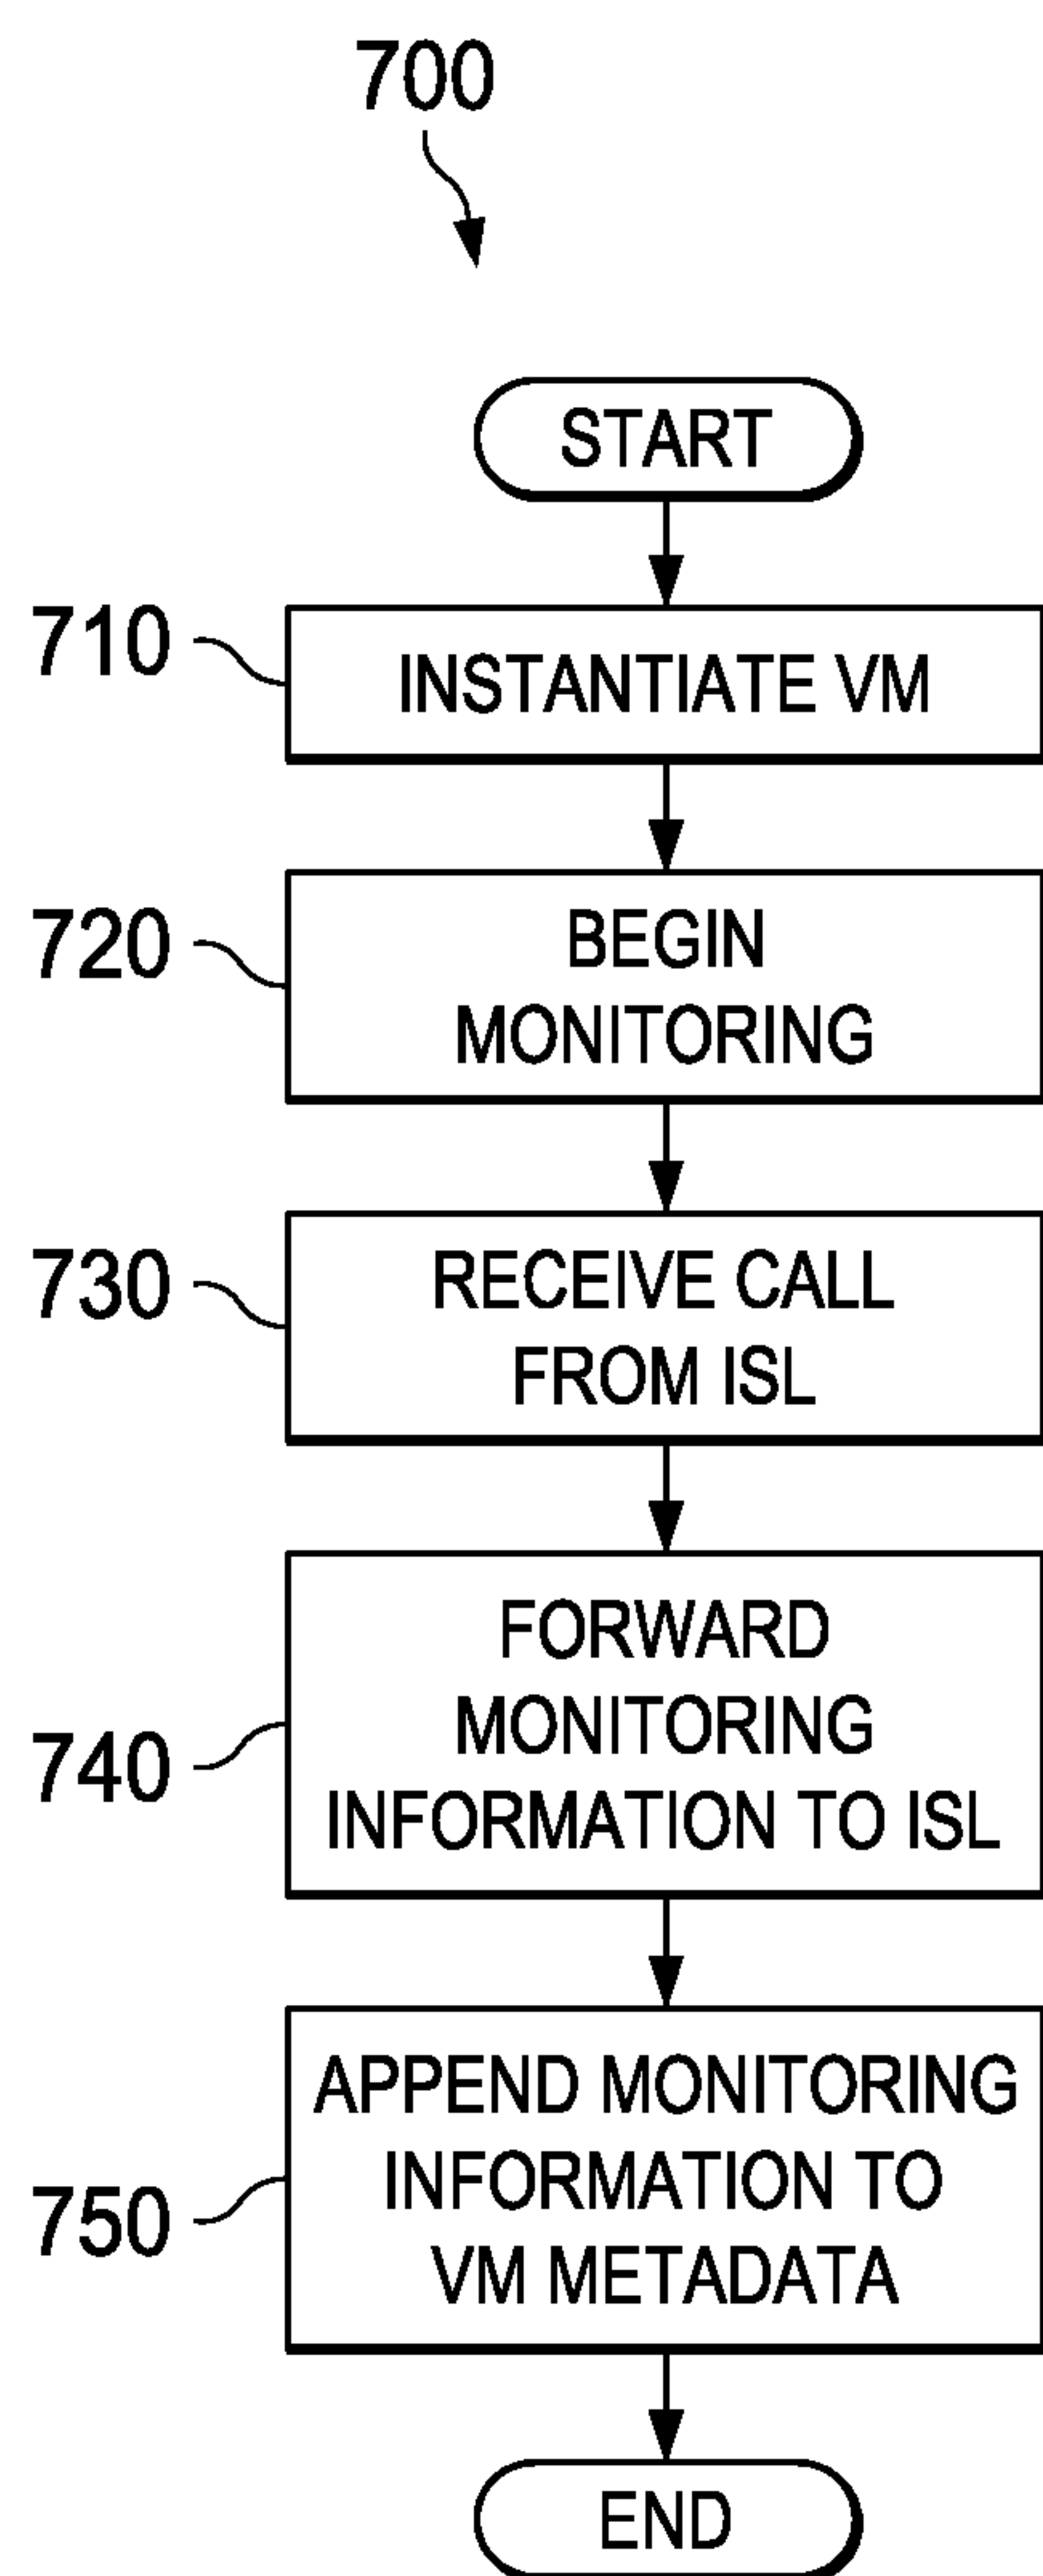 700
START
710
INSTANTIATE VM
720
BEGIN
MONITORING
730
RECEIVE CALL
FROM ISL
740
FORWARD
MONITORING
INFORMATION TO ISL
750
APPEND MONITORING
INFORMATION TO
VM METADATA
END